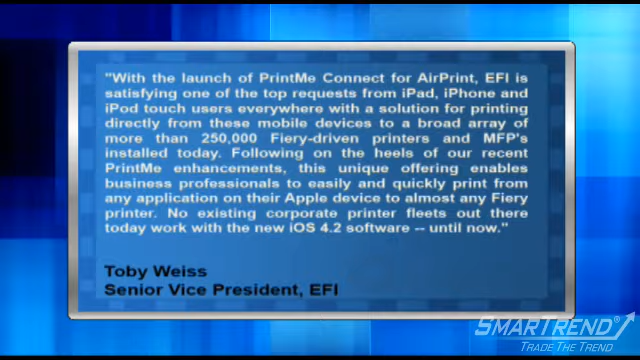 "With the launch of PrintMe Connect for AirPrint, EFI is
satisfying one of the top requests from iPad, iPhone and
iPod touch users everywhere with a solution for printing
directly from these mobile devices to a broad array of
more than 250,000 Fiery-driven printers and MFP's
installed today. Following on the heels of our recent
PrintMe enhancements, this unique offering enables
business professionals to easily and quickly print from
any application on their Apple device to almost any Fiery
printer. No existing corporate printer fleets out there
today work with the new iOS 4.2 software -- until now."
Toby Weiss
Senior Vice President, EFI
SMARTREND®
TRADE THE TREND